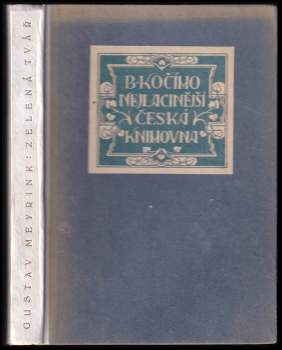 GUSTAV MEYRINK: ZELENÁ TVÁŘ
B•KOČÍHO
NEJLACINĚJŠÍ
ČESKÁ
KNIHOVNA